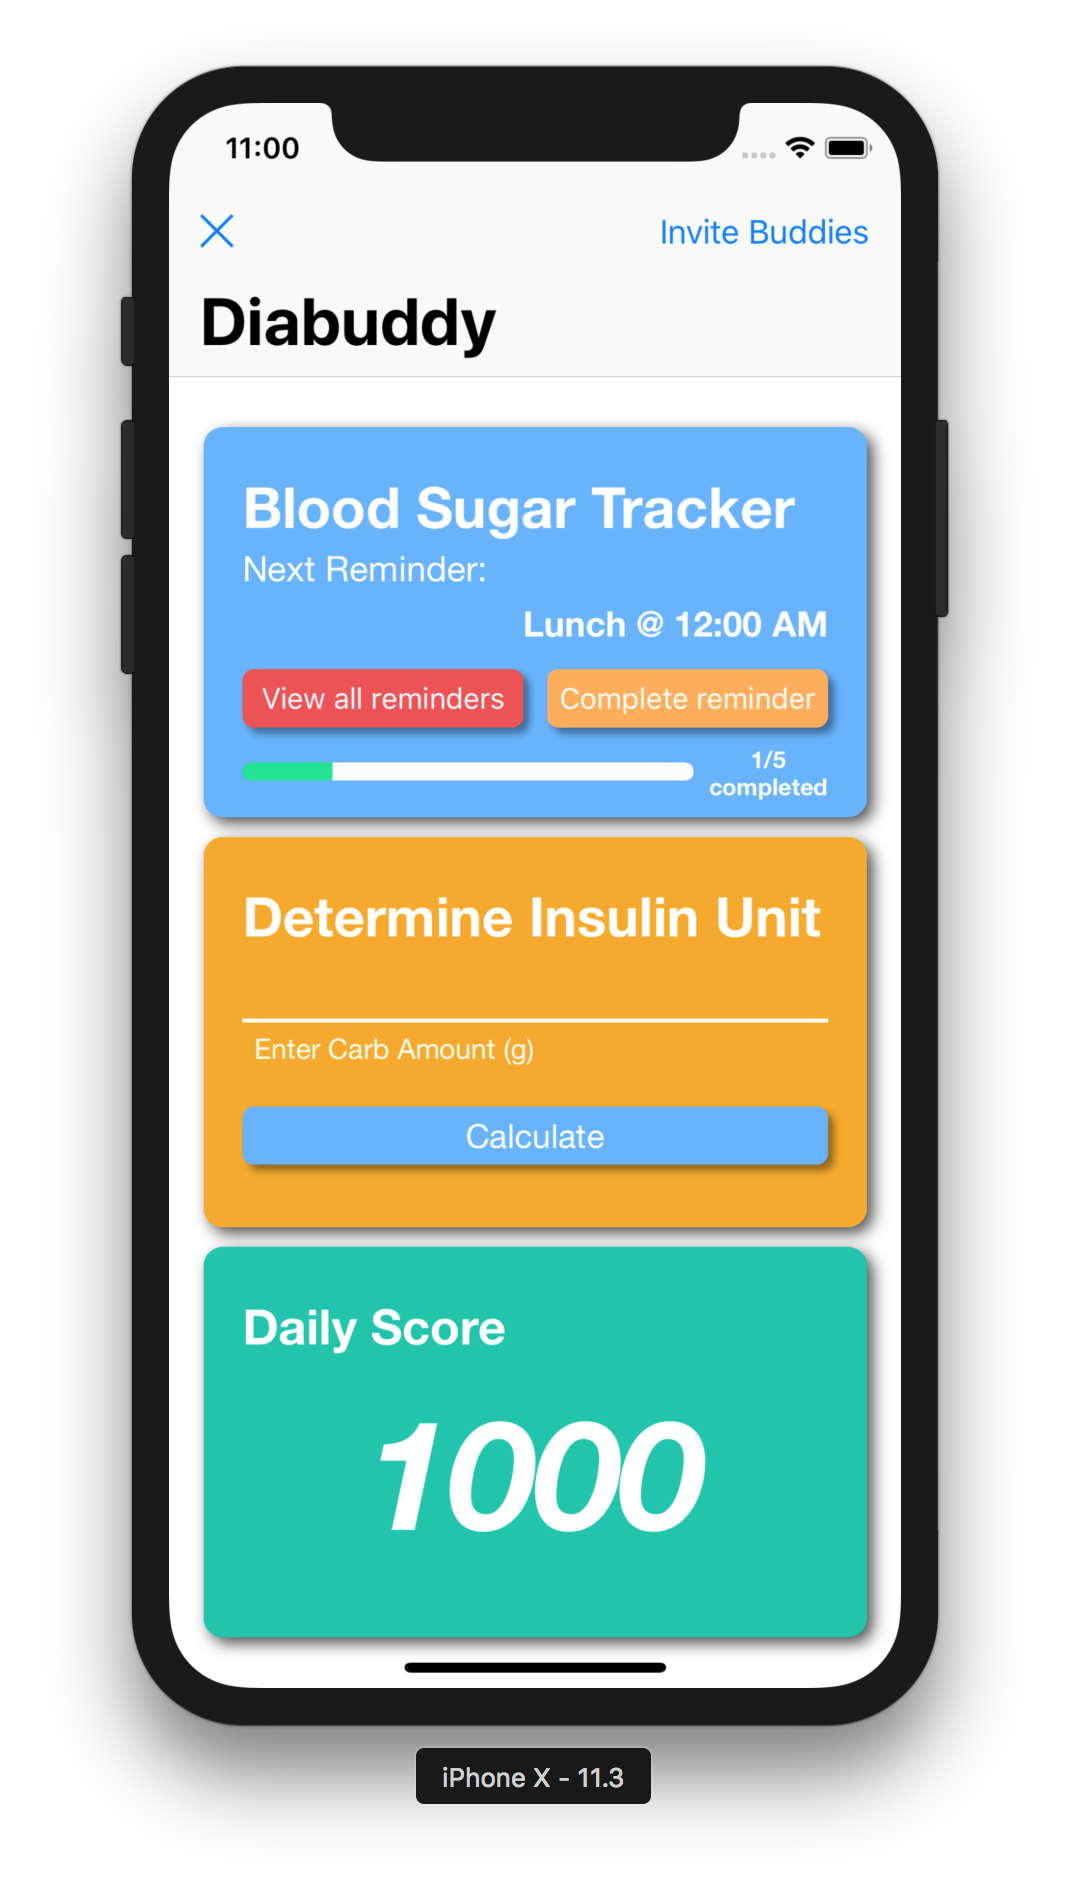 11:00
Invite Buddies
Diabuddy
Blood Sugar Tracker
Next Reminder:
Lunch @ 12:00 AM
View all reminders
Complete reminder
1/5
completed
Determine Insulin Unit
Enter Carb Amount (g)
Calculate
Daily Score
1000
iPhone X - 11.3